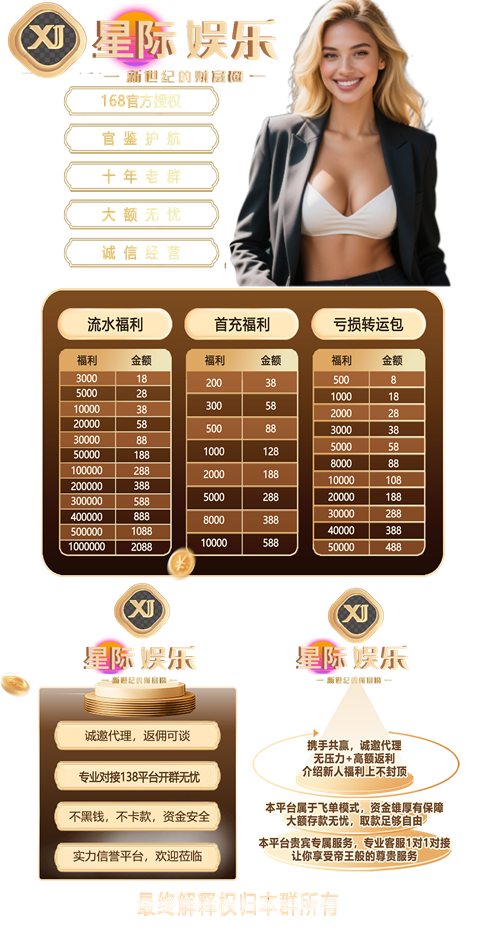 XJ
星际 娱乐
新世纪的财富圈
168官方授权
官鉴护航
十年老群
大额无忧
诚信经营
流水福利
福利 金额
3000 18
5000 28
10000 38
20000 58
30000 88
50000 188
100000 288
200000 388
300000 588
400000 888
500000 1088
1000000 2088
首充福利
福利 金额
200 38
300 58
500 88
1000 128
2000 188
5000 288
8000 388
10000 588
亏损转运包
福利 金额
500 8
1000 18
2000 28
3000 38
5000 58
8000 88
10000 108
20000 188
30000 288
40000 388
50000 488
XJ
星际 娱乐
新世纪的财富圈
诚邀代理，返佣可谈
专业对接138平台开群无忧
不黑钱，不卡款，资金安全
实力信誉平台，欢迎莅临
XJ
星际 娱乐
新世纪的财富圈
携手共赢，诚邀代理
无压力+高额返利
介绍新人福利上不封顶
本平台属于飞单模式，资金雄厚有保障
大额存款无忧，取款足够自由
本平台贵宾专属服务，专业客服1对1对接
让你享受帝王般的尊贵服务
最终解释权归本群所有